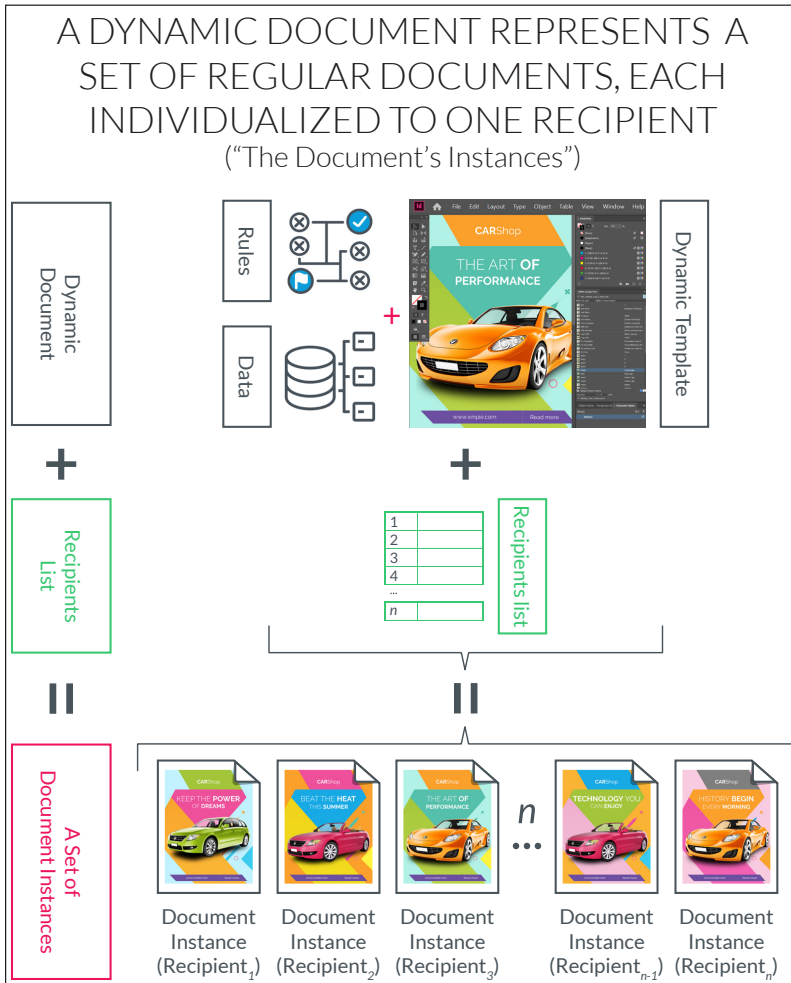 A DYNAMIC DOCUMENT REPRESENTS A
SET OF REGULAR DOCUMENTS, EACH
INDIVIDUALIZED TO ONE RECIPIENT
(“The Document’s Instances”)
Dynamic
Document
Rules
Data
+
Id File Edit Layout Type Object Table View Window Help
CARShop
THE ART OF
PERFORMANCE
www.xmpie.com Read more
Dynamic Template
+
+
Recipients
List
1
2
3
4
...
n
Recipients list
=
=
A Set of
Document Instances
CARShop
KEEP THE POWER
OF DREAMS
CARShop
BEAT THE HEAT
THIS SUMMER
CARShop
THE ART OF
PERFORMANCE
n
...
CARShop
TECHNOLOGY YOU
CAN ENJOY
CARShop
HISTORY BEGIN
EVERY MORNING
Document
Instance
(Recipient1)
Document
Instance
(Recipient2)
Document
Instance
(Recipient3)
Document
Instance
(Recipientn-1)
Document
Instance
(Recipientn)